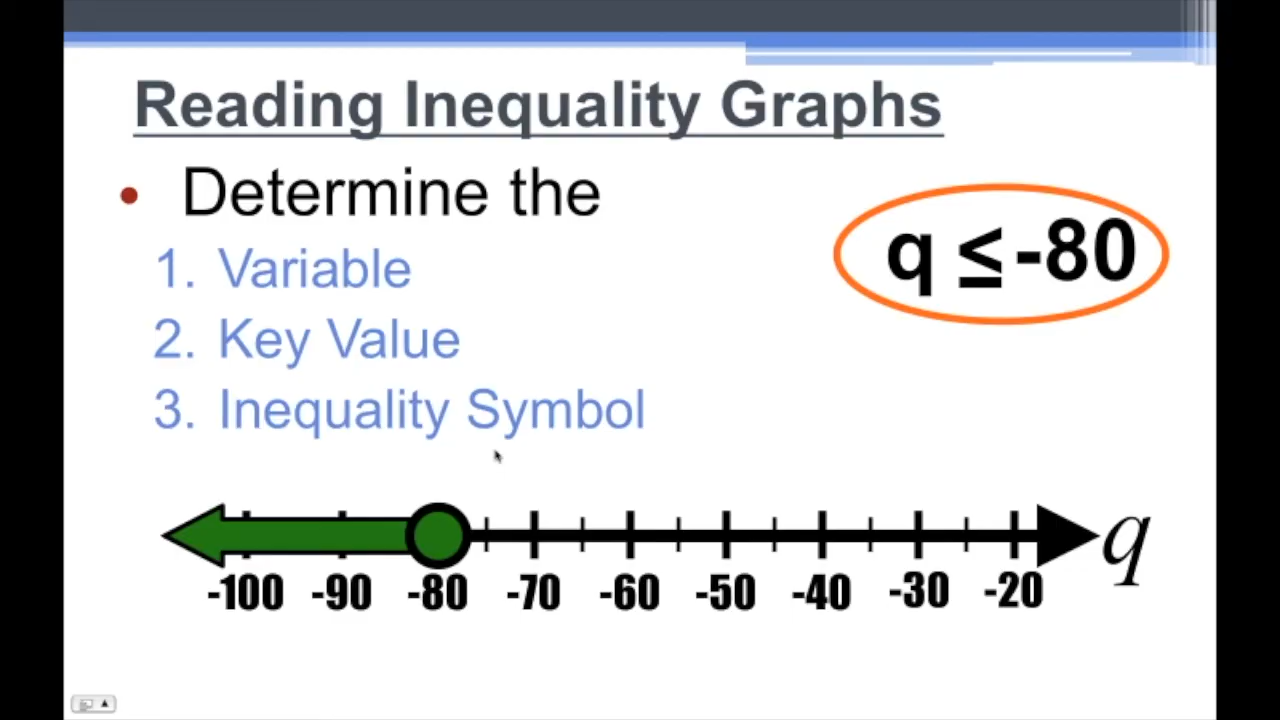 Reading Inequality Graphs
• Determine the
q ≤ -80
1. Variable
2. Key Value
3. Inequality Symbol
q
-100 -90 -80 -70 -60 -50 -40 -30 -20